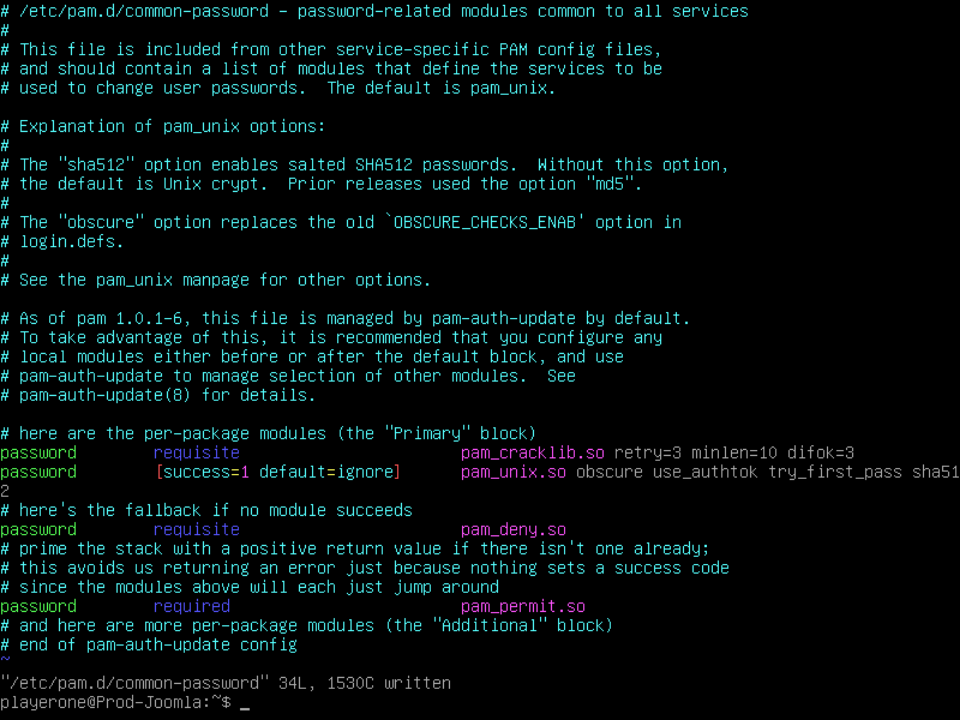 # /etc/pam.d/common-password - password-related modules common to all services
#
# This file is included from other service-specific PAM config files,
# and should contain a list of modules that define the services to be
# used to change user passwords.  The default is pam_unix.

# Explanation of pam_unix options:
#
# The "sha512" option enables salted SHA512 passwords.  Without this option,
# the default is Unix crypt.  Prior releases used the option "md5".
#
# The "obscure" option replaces the old `OBSCURE_CHECKS_ENAB' option in
# login.defs.
#
# See the pam_unix manpage for other options.

# As of pam 1.0.1-6, this file is managed by pam-auth-update by default.
# To take advantage of this, it is recommended that you configure any
# local modules either before or after the default block, and use
# pam-auth-update to manage selection of other modules.  See
# pam-auth-update(8) for details.

# here are the per-package modules (the "Primary" block)
password        requisite                       pam_cracklib.so retry=3 minlen=10 difok=3
password        [success=1 default=ignore]      pam_unix.so obscure use_authtok try_first_pass sha51
2
# here's the fallback if no module succeeds
password        requisite                       pam_deny.so
# prime the stack with a positive return value if there isn't one already;
# this avoids us returning an error just because nothing sets a success code
# since the modules above will each just jump around
password        required                        pam_permit.so
# and here are more per-package modules (the "Additional" block)
# end of pam-auth-update config
~
"/etc/pam.d/common-password" 34L, 1530C written
playerone@Prod-Joomla:~$ _